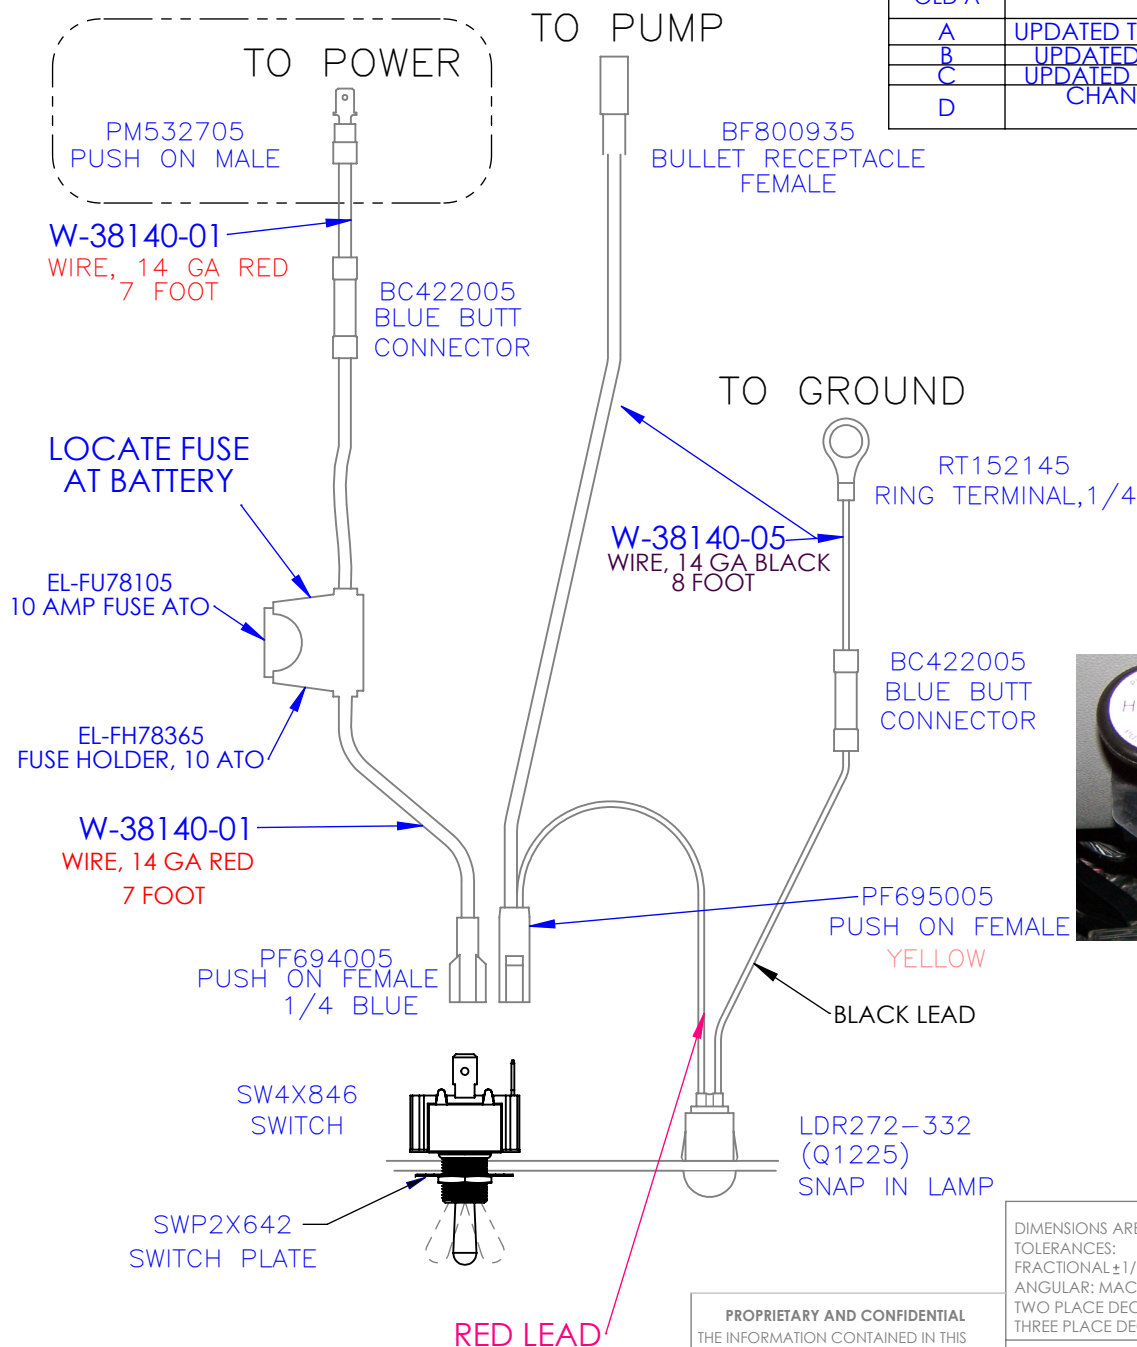 TO POWER
TO PUMP
PM532705
PUSH ON MALE
BF800935
BULLET RECEPTACLE
FEMALE
A
UPDATED
B
UPDATED
C
UPDATED
D
W-38140-01
WIRE, 14 GA RED
7 FOOT
BC422005
BLUE BUTT
CONNECTOR
TO GROUND
LOCATE FUSE
AT BATTERY
RT152145
RING TERMINAL,1/4
W-38140-05
WIRE, 14 GA BLACK
8 FOOT
EL-FU78105
10 AMP FUSE ATO
BC422005
BLUE BUTT
CONNECTOR
EL-FH78365
FUSE HOLDER, 10 ATO
W-38140-01
WIRE, 14 GA RED
7 FOOT
PF695005
PUSH ON FEMALE
YELLOW
PF694005
PUSH ON FEMALE
1/4 BLUE
BLACK LEAD
SW4X846
SWITCH
LDR272-332
(Q1225)
SNAP IN LAMP
SWP2X642
SWITCH PLATE
RED LEAD
DIMENSIONS ARE
TOLERANCES:
FRACTIONAL ±1/
ANGULAR: MAC
TWO PLACE DEC
THREE PLACE DE
PROPRIETARY AND CONFIDENTIAL
THE INFORMATION CONTAINED IN THIS